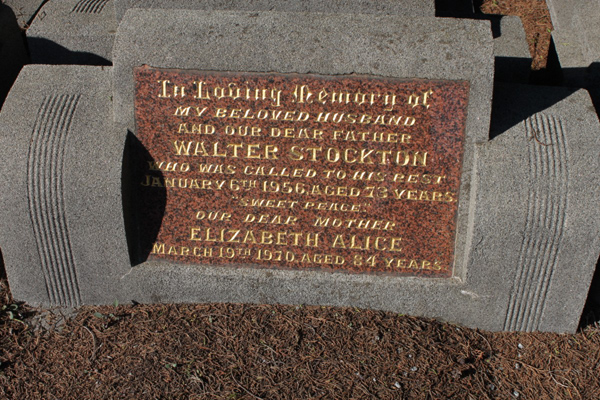 In Loving Memory of
MY BELOVED HUSBAND
AND OUR DEAR FATHER
WALTER STOCKTON
WHO WAS CALLED TO HIS REST
JANUARY 6TH 1956, AGED 73 YEARS
"SWEET PEACE"
OUR DEAR MOTHER
ELIZABETH ALICE
MARCH 19TH 1970, AGED 84 YEARS